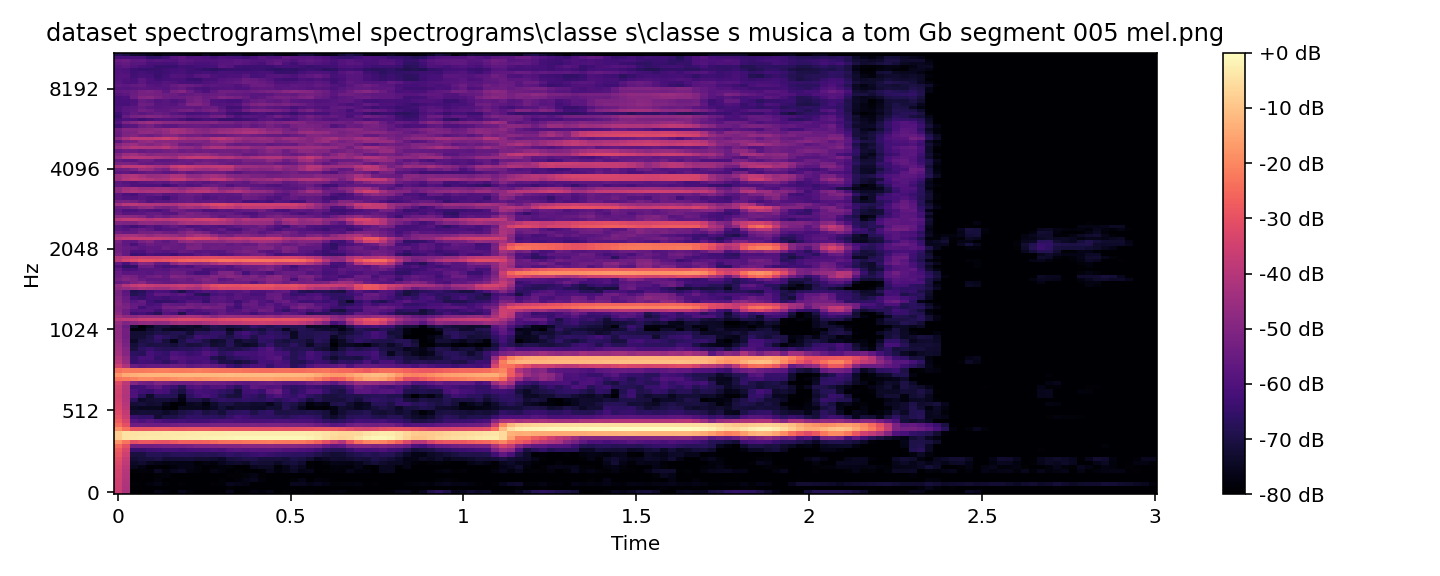 dataset spectrograms\mel spectrograms\classe s\classe s musica a tom Gb segment 005 mel.png
+0 dB
8192
-10 dB
-20 dB
4096
-30 dB
Hz
2048
-40 dB
1024
-50 dB
-60 dB
512
-70 dB
0
-80 dB
0 0.5 1 1.5 2 2.5 3
Time